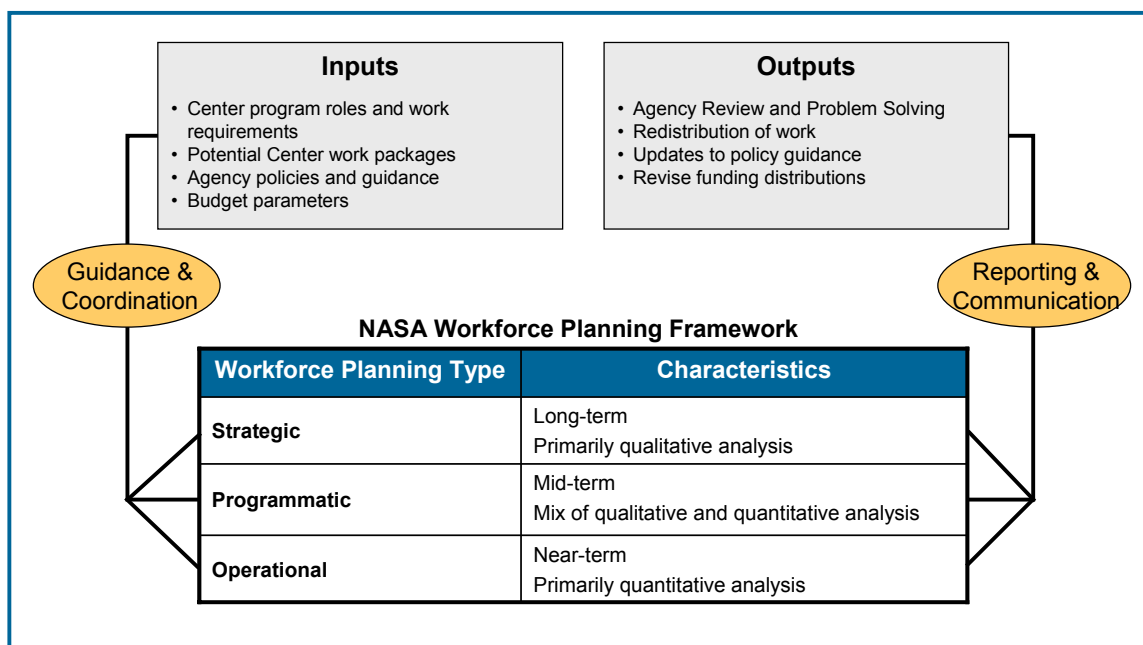 Inputs
• Center program roles and work
requirements
• Potential Center work packages
• Agency policies and guidance
• Budget parameters
Outputs
• Agency Review and Problem Solving
• Redistribution of work
• Updates to policy guidance
• Revise funding distributions
Guidance &
Coordination
Reporting &
Communication
NASA Workforce Planning Framework
Workforce Planning Type
Characteristics
Strategic
Long-term
Primarily qualitative analysis
Programmatic
Mid-term
Mix of qualitative and quantitative analysis
Operational
Near-term
Primarily quantitative analysis